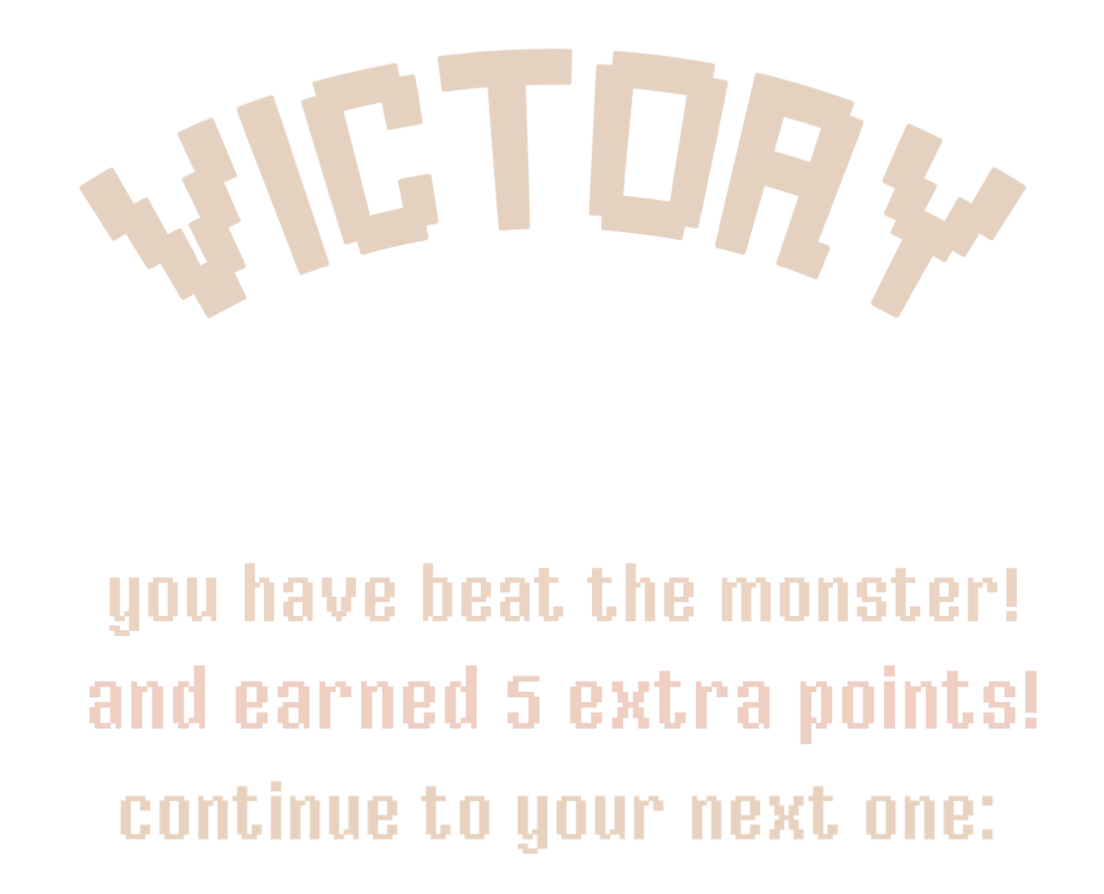 VICTORY
you have beat the monster!
and earned 5 extra points!
continue to your next one: